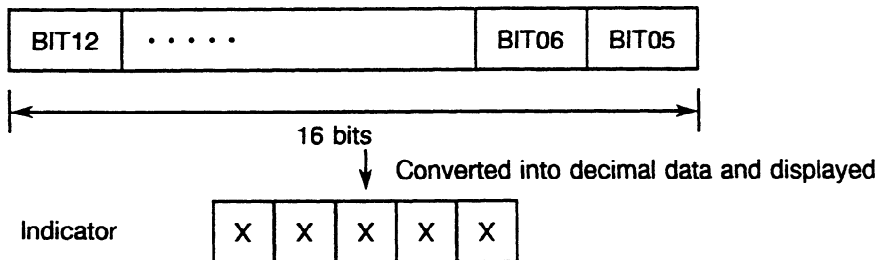 BIT12 ..... BIT06 BIT05
16 bits
Converted into decimal data and displayed
Indicator X X X X X